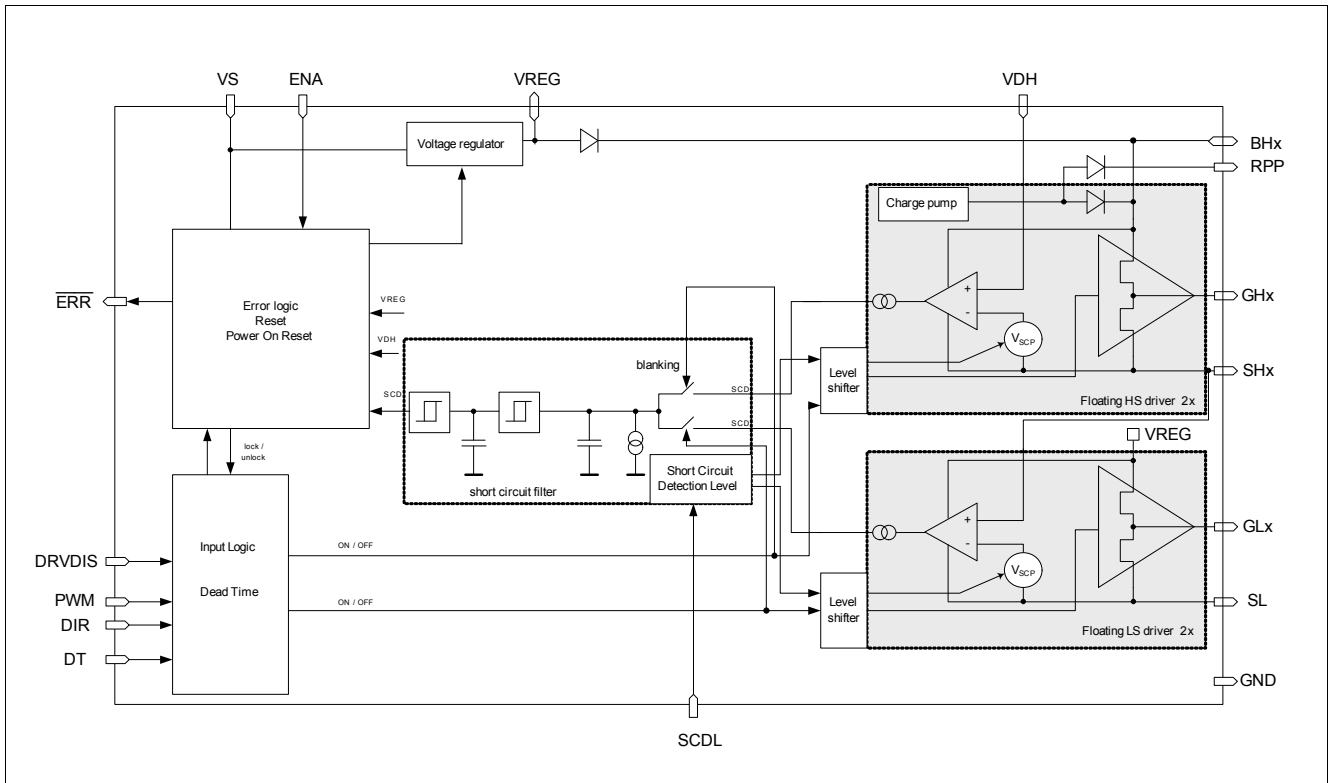 VS
ENA
VREG
VDH
Voltage regulator
BHx
RPP
Charge pump
ERR
Error logic
Reset
Power On Reset
VREG
VDH
SCD
+
-
VSCP
GHx
SHx
blanking
SCD
SCD
Level
shifter
Floating HS driver 2x
lock /
unlock
short circuit filter
Short Circuit
Detection Level
VREG
Input Logic
Dead Time
ON / OFF
ON / OFF
+
-
VSCP
GLx
SL
Level
shifter
Floating LS driver 2x
DRVDIS
PWM
DIR
DT
GND
SCDL